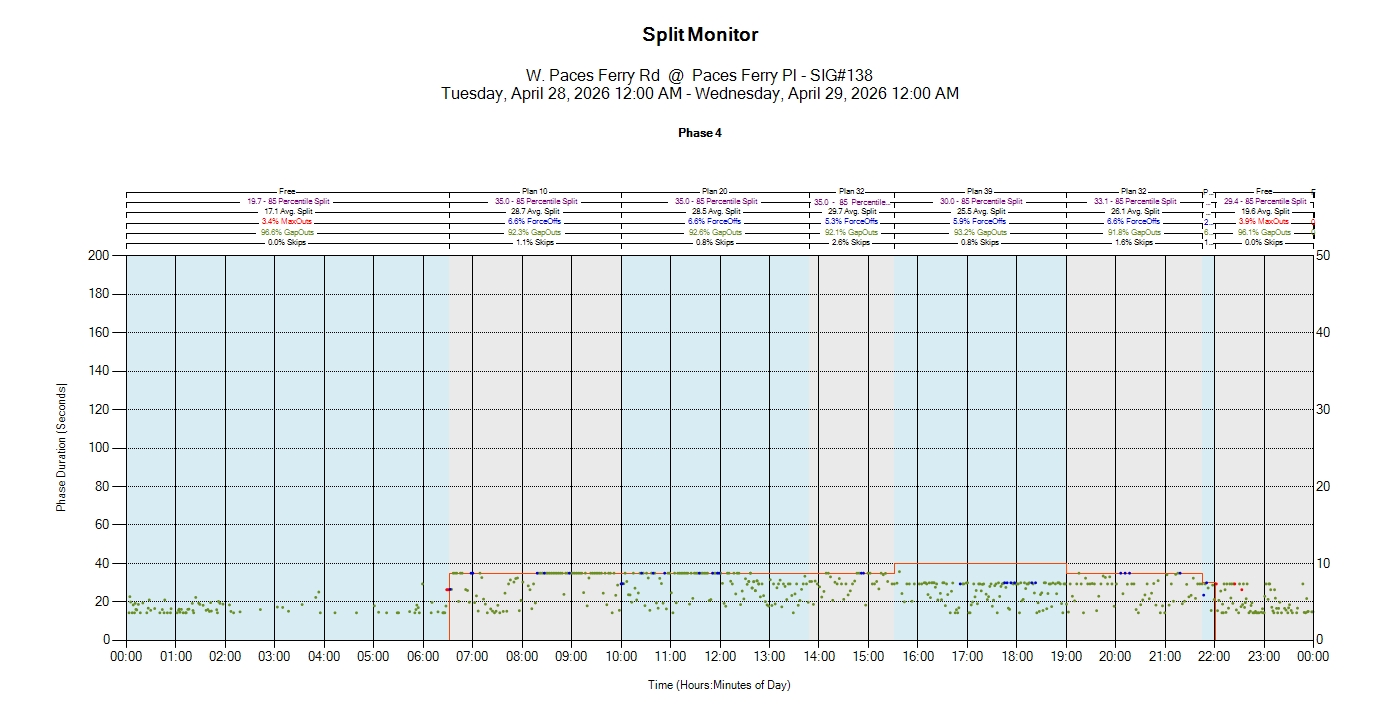 Split Monitor
W. Paces Ferry Rd @ Paces Ferry Pl - SIG#138
Tuesday, April 28, 2026 12:00 AM - Wednesday, April 29, 2026 12:00 AM
Phase 4
Free Plan 10 Plan 20 Plan 32 Plan 39 Plan 32 P... Free F
19.7 - 85 Percentile Split 35.0 - 85 Percentile Split 35.0 - 85 Percentile Split 35.0 - 85 Percentile... 30.0 - 85 Percentile Split 33.1 - 85 Percentile Split 29.4 - 85 Percentile Split
17.1 Avg. Split 28.7 Avg. Split 28.5 Avg. Split 29.7 Avg. Split 25.5 Avg. Split 26.1 Avg. Split 19.6 Avg. Split
3.4% MaxOuts 6.6% ForceOffs 6.6% ForceOffs 5.3% ForceOffs 5.9% ForceOffs 6.6% ForceOffs 2... 3.9% MaxOuts
96.6% GapOuts 92.3% GapOuts 92.6% GapOuts 92.1% GapOuts 93.2% GapOuts 91.8% GapOuts 6... 96.1% GapOuts
0.0% Skips 1.1% Skips 0.8% Skips 2.6% Skips 0.8% Skips 1.6% Skips 1... 0.0% Skips
200 50
180
160 40
140
120 30
100
80 20
60
40 10
20
0 0
Phase Duration (Seconds)
00:00 01:00 02:00 03:00 04:00 05:00 06:00 07:00 08:00 09:00 10:00 11:00 12:00 13:00 14:00 15:00 16:00 17:00 18:00 19:00 20:00 21:00 22:00 23:00 00:00
Time (Hours:Minutes of Day)